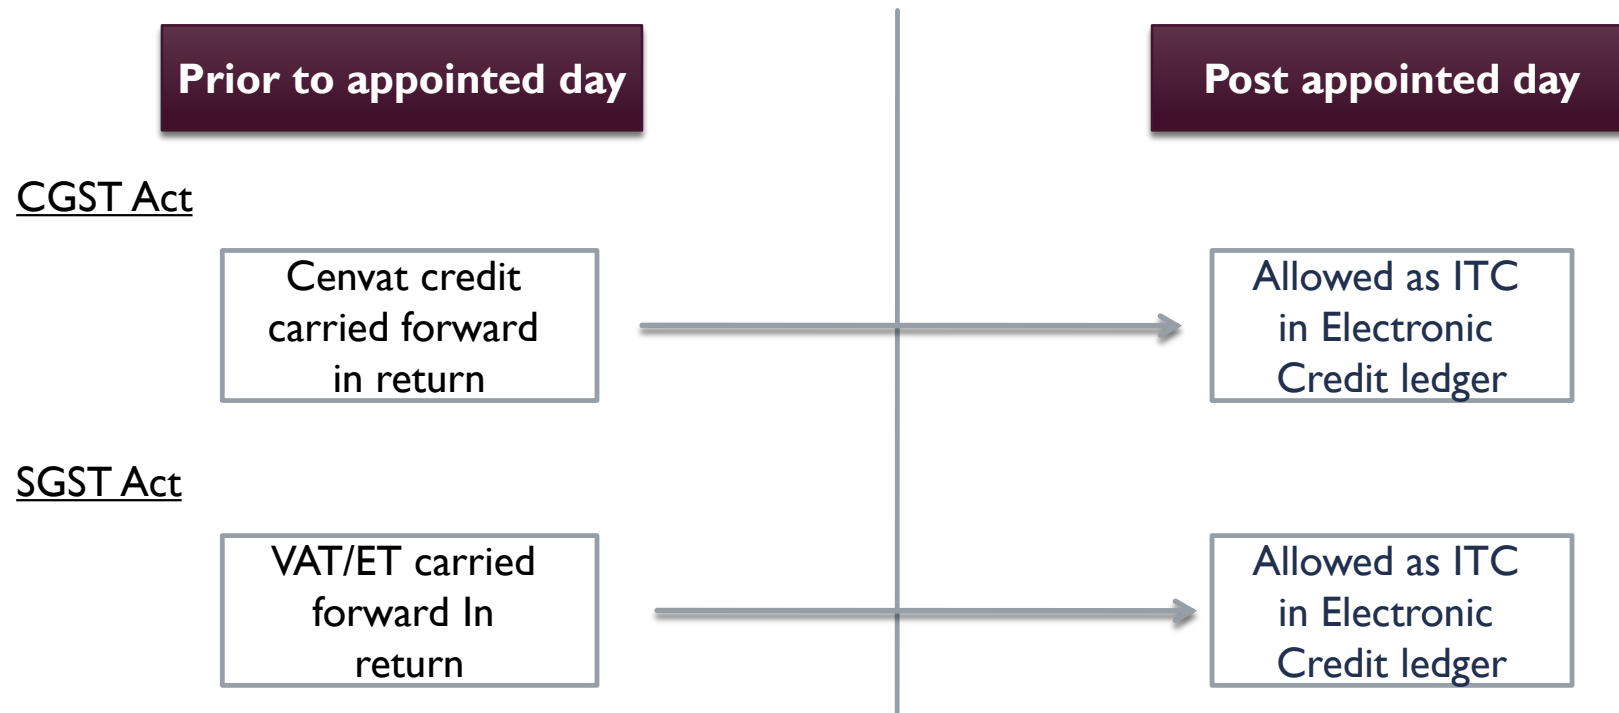 Prior to appointed day
Post appointed day
CGST Act
Cenvat credit
carried forward
in return
Allowed as ITC
in Electronic
Credit ledger
SGST Act
VAT/ET carried
forward In
return
Allowed as ITC
in Electronic
Credit ledger